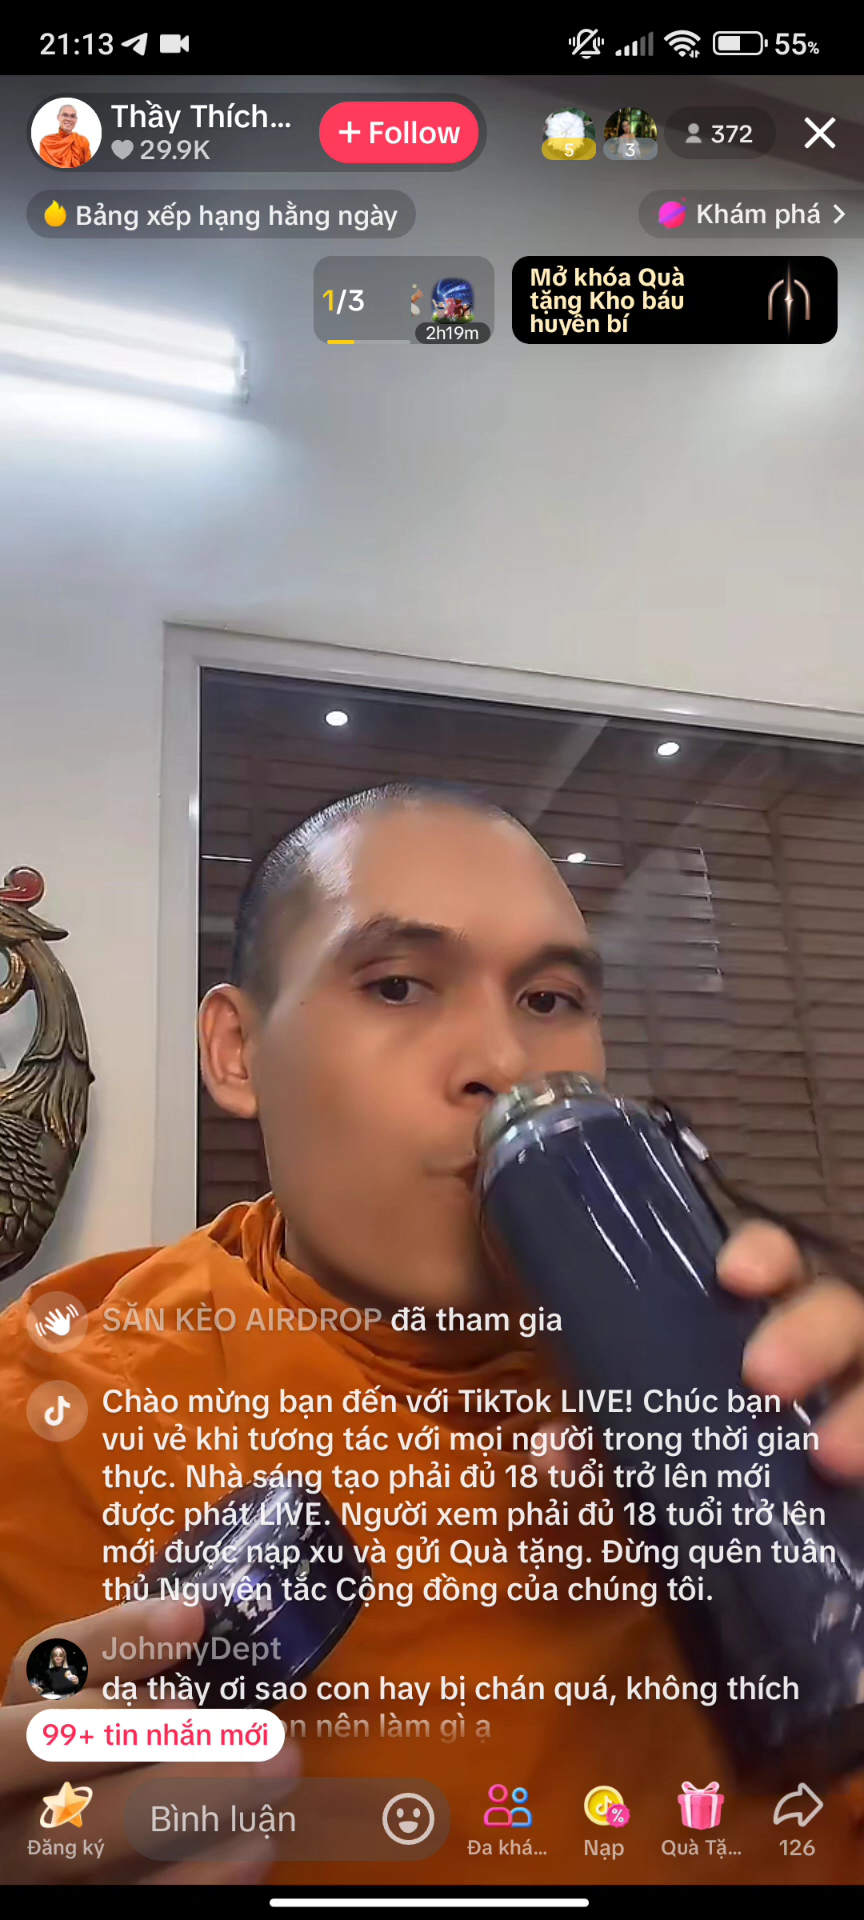 21:13
55%
Thầy Thích...
29.9K
+ Follow
5
3
372
Bảng xếp hạng hằng ngày
Khám phá
1/3
2h19m
Mở khóa Quà
tặng Kho báu
huyền bí
SĂN KÈO AIRDROP đã tham gia
Chào mừng bạn đến với TikTok LIVE! Chúc bạn
vui vẻ khi tương tác với mọi người trong thời gian
thực. Nhà sáng tạo phải đủ 18 tuổi trở lên mới
được phát LIVE. Người xem phải đủ 18 tuổi trở lên
mới được nạp xu và gửi Quà tặng. Đừng quên tuân
thủ Nguyên tắc Cộng đồng của chúng tôi.
JohnnyDept
dạ thầy ơi sao con hay bị chán quá, không thích
nên làm gì ạ
99+ tin nhắn mới
Bình luận
Đăng ký
Đa khá...
Nạp
Quà Tặ...
126